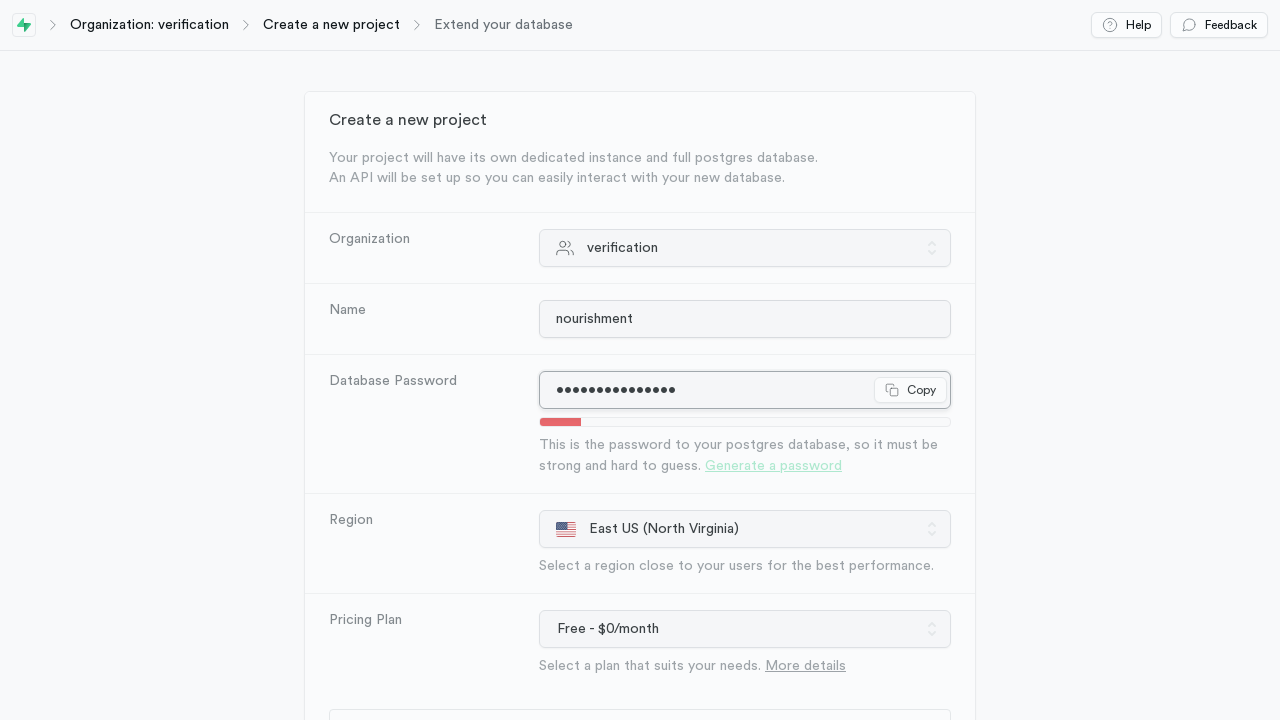 Organization: verification
Create a new project
Extend your database
Help
Feedback
Create a new project
Your project will have its own dedicated instance and full postgres database.
An API will be set up so you can easily interact with your new database.
Organization
verification
Name
nourishment
Database Password
•••••••••••••••
Copy
This is the password to your postgres database, so it must be
strong and hard to guess. Generate a password
Region
East US (North Virginia)
Select a region close to your users for the best performance.
Pricing Plan
Free - $0/month
Select a plan that suits your needs. More details